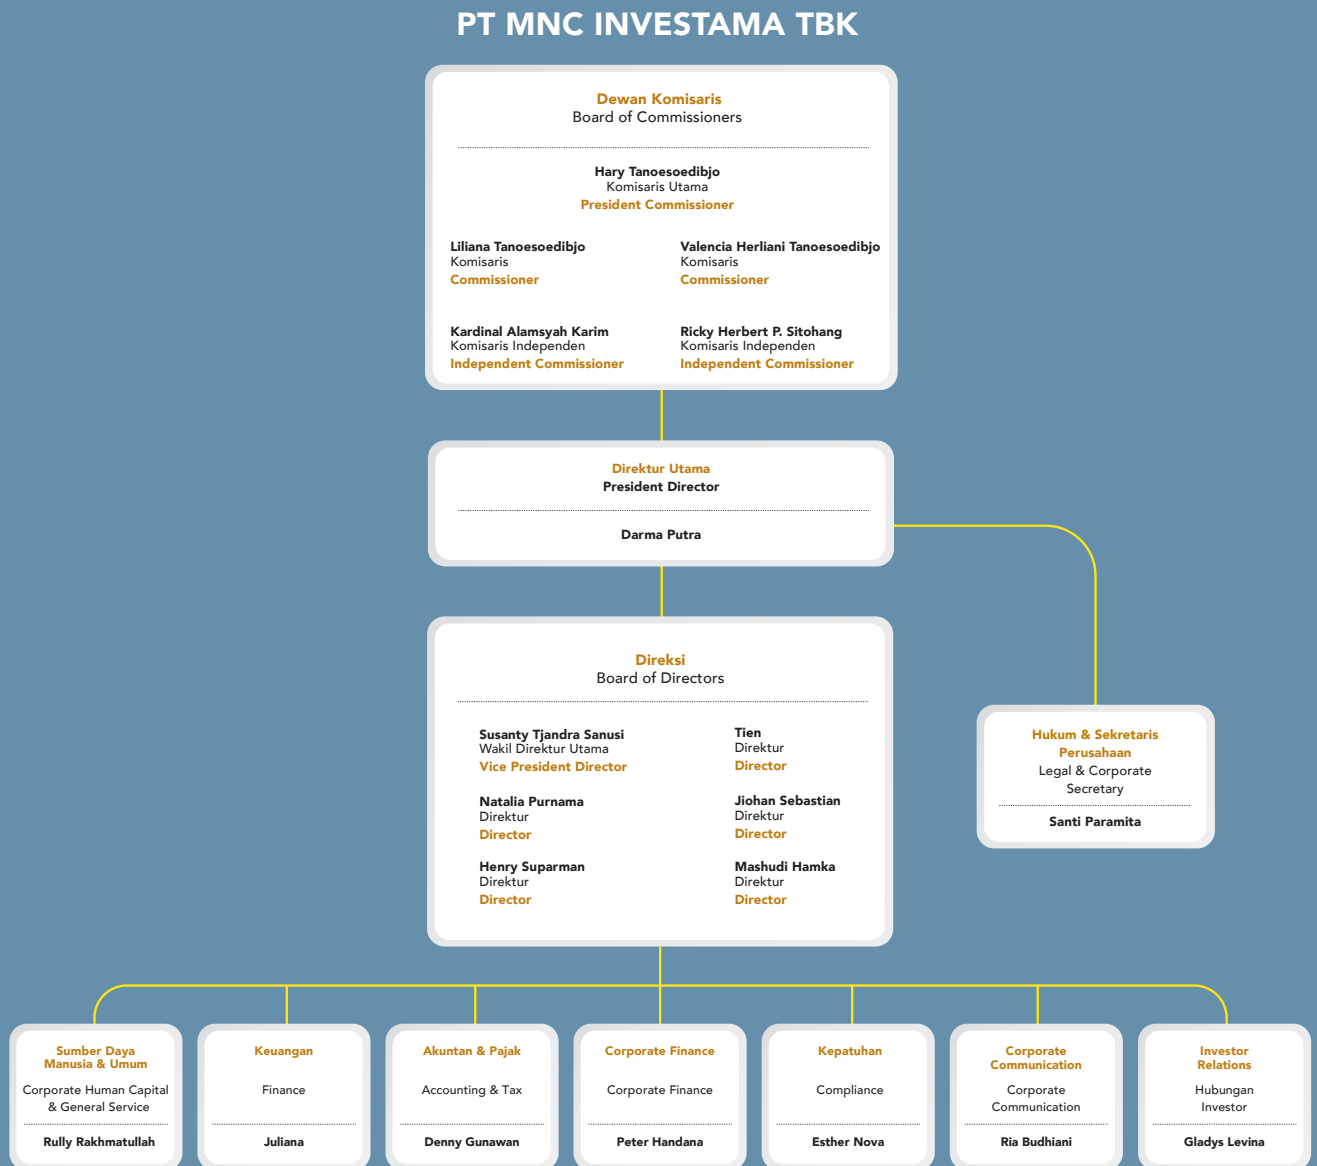 PT MNC INVESTAMA TBK
Dewan Komisaris
Board of Commissioners
Hary Tanoesoedibjo
Komisaris Utama
President Commissioner
Liliana Tanoesoedibjo
Komisaris
Commissioner
Valencia Herliani Tanoesoedibjo
Komisaris
Commissioner
Kardinal Alamsyah Karim
Komisaris Independen
Independent Commissioner
Ricky Herbert P. Sitohang
Komisaris Independen
Independent Commissioner
Direktur Utama
President Director
Darma Putra
Direksi
Board of Directors
Susanty Tjandra Sanusi
Wakil Direktur Utama
Vice President Director
Tien
Direktur
Director
Natalia Purnama
Direktur
Director
Jiohan Sebastian
Direktur
Director
Henry Suparman
Direktur
Director
Mashudi Hamka
Direktur
Director
Hukum & Sekretaris
Perusahaan
Legal & Corporate
Secretary
Santi Paramita
Sumber Daya
Manusia & Umum
Corporate Human Capital
& General Service
Rully Rakhmatullah
Keuangan
Finance
Juliana
Akuntan & Pajak
Accounting & Tax
Denny Gunawan
Corporate Finance
Corporate Finance
Peter Handana
Kepatuhan
Compliance
Esther Nova
Corporate
Communication
Corporate
Communication
Ria Budhiani
Investor
Relations
Hubungan
Investor
Gladys Levina